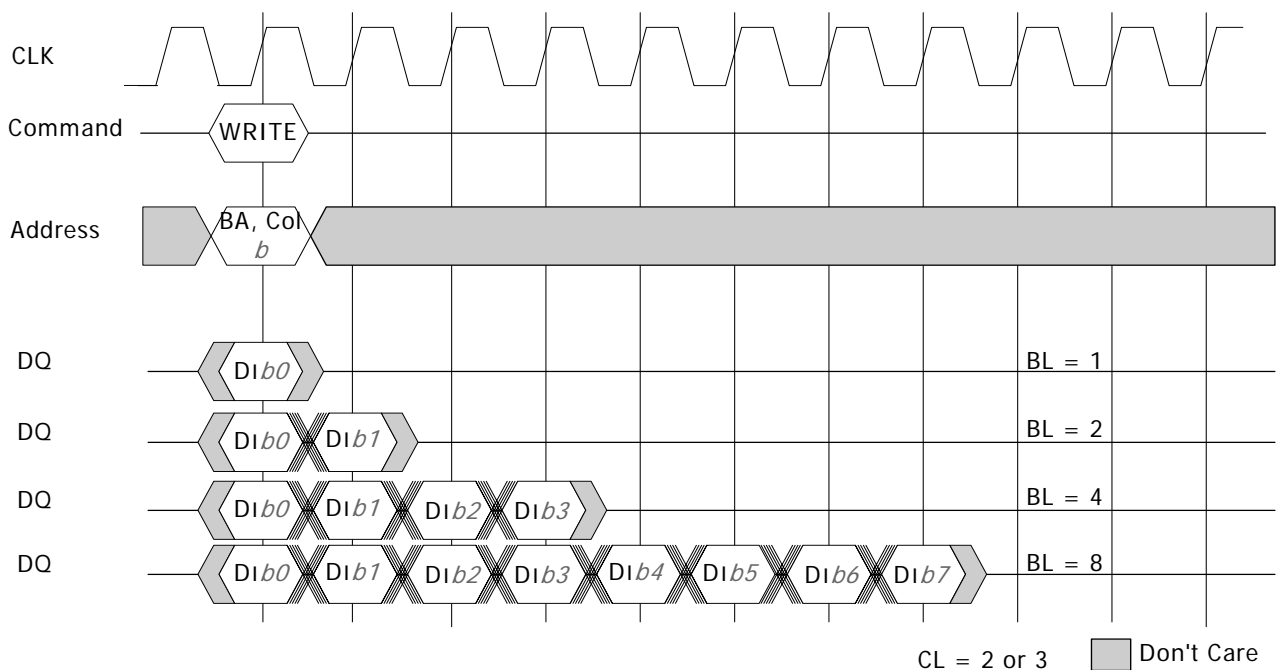 CLK
Command WRITE
Address BA, Col
b
DQ DIb0 BL = 1
DQ DIb0 DIb1 BL = 2
DQ DIb0 DIb1 DIb2 DIb3 BL = 4
DQ DIb0 DIb1 DIb2 DIb3 DIb4 DIb5 DIb6 DIb7 BL = 8
CL = 2 or 3 Don't Care